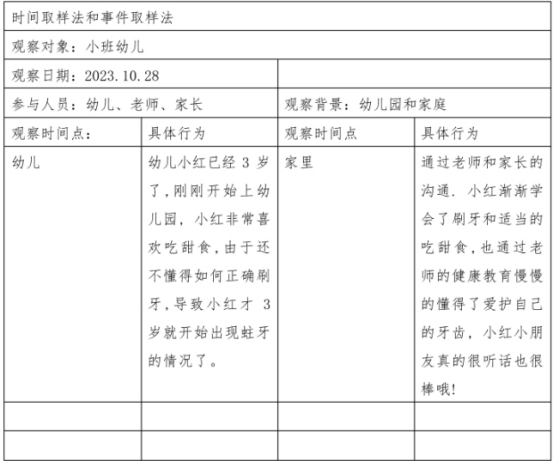 时间取样法和事件取样法
观察对象：小班幼儿
观察日期：2023.10.28
参与人员：幼儿、老师、家长
观察背景：幼儿园和家庭
观察时间点：
具体行为
观察时间点
具体行为
幼儿
幼儿小红已经 3 岁
了,刚刚开始上幼
儿园，小红非常喜
欢吃甜食,由于还
不懂得如何正确刷
牙,导致小红才 3
岁就开始出现蛀牙
的情况了。
家里
通过老师和家长的
沟通．小红渐渐学
会了刷牙和适当的
吃甜食,也通过老
师的健康教育慢慢
的懂得了爱护自己
的牙齿，小红小朋
友真的很听话也很
棒哦!